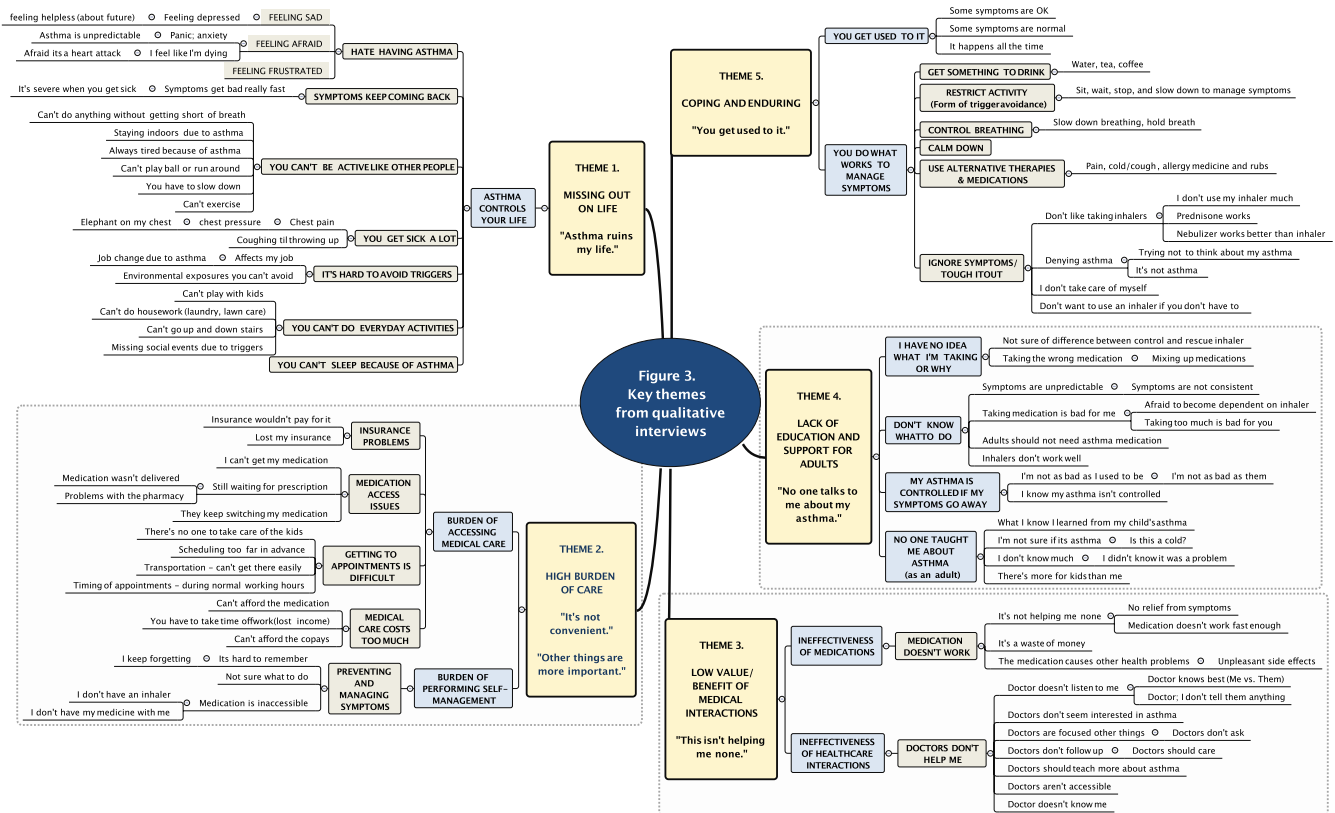 Figure 3.
Key themes
from qualitative
interviews
THEME 1.
MISSING OUT
ON LIFE
"Asthma ruins
my life."
ASTHMA
CONTROLS
YOUR LIFE
HATE HAVING ASTHMA
FEELING SAD
Feeling depressed
feeling helpless (about future)
FEELING AFRAID
Panic; anxiety
Asthma is unpredictable
I feel like I'm dying
Afraid its a heart attack
FEELING FRUSTRATED
SYMPTOMS KEEP COMING BACK
Symptoms get bad really fast
It's severe when you get sick
YOU CAN'T BE ACTIVE LIKE OTHER PEOPLE
Can't do anything without getting short of breath
Staying indoors due to asthma
Always tired because of asthma
Can't play ball or run around
You have to slow down
Can't exercise
YOU GET SICK A LOT
Chest pain
chest pressure
Elephant on my chest
Coughing til throwing up
IT'S HARD TO AVOID TRIGGERS
Affects my job
Job change due to asthma
Environmental exposures you can't avoid
YOU CAN'T DO EVERYDAY ACTIVITIES
Can't play with kids
Can't do housework (laundry, lawn care)
Can't go up and down stairs
Missing social events due to triggers
YOU CAN'T SLEEP BECAUSE OF ASTHMA
THEME 2.
HIGH BURDEN
OF CARE
"It's not
convenient."
"Other things are
more important."
BURDEN OF
ACCESSING
MEDICAL CARE
INSURANCE
PROBLEMS
Insurance wouldn't pay for it
Lost my insurance
MEDICATION
ACCESS
ISSUES
I can't get my medication
Still waiting for prescription
Medication wasn't delivered
Problems with the pharmacy
They keep switching my medication
GETTING TO
APPOINTMENTS IS
DIFFICULT
There's no one to take care of the kids
Scheduling too far in advance
Transportation – can't get there easily
Timing of appointments – during normal working hours
MEDICAL
CARE COSTS
TOO MUCH
Can't afford the medication
You have to take time offwork(lost income)
Can't afford the copays
BURDEN OF
PERFORMING SELF-
MANAGEMENT
PREVENTING
AND
MANAGING
SYMPTOMS
Its hard to remember
I keep forgetting
Not sure what to do
Medication is inaccessible
I don't have an inhaler
I don't have my medicine with me
THEME 5.
COPING AND ENDURING
"You get used to it."
YOU GET USED TO IT
Some symptoms are OK
Some symptoms are normal
It happens all the time
YOU DO WHAT
WORKS TO
MANAGE
SYMPTOMS
GET SOMETHING TO DRINK
Water, tea, coffee
RESTRICT ACTIVITY
(Form of trigger avoidance)
Sit, wait, stop, and slow down to manage symptoms
CONTROL BREATHING
Slow down breathing, hold breath
CALM DOWN
USE ALTERNATIVE THERAPIES
& MEDICATIONS
Pain, cold/cough, allergy medicine and rubs
IGNORE SYMPTOMS/
TOUGH ITOUT
Don't like taking inhalers
I don't use my inhaler much
Prednisone works
Nebulizer works better than inhaler
Denying asthma
Trying not to think about my asthma
It's not asthma
I don't take care of myself
Don't want to use an inhaler if you don't have to
THEME 4.
LACK OF
EDUCATION AND
SUPPORT FOR
ADULTS
"No one talks to
me about my
asthma."
I HAVE NO IDEA
WHAT I'M TAKING
OR WHY
Not sure of difference between control and rescue inhaler
Taking the wrong medication
Mixing up medications
DON'T KNOW
WHATTO DO
Symptoms are unpredictable
Symptoms are not consistent
Taking medication is bad for me
Afraid to become dependent on inhaler
Taking too much is bad for you
Adults should not need asthma medication
Inhalers don't work well
MY ASTHMA IS
CONTROLLED IF MY
SYMPTOMS GO AWAY
I'm not as bad as I used to be
I'm not as bad as them
I know my asthma isn't controlled
NO ONE TAUGHT
ME ABOUT
ASTHMA
(as an adult)
What I know I learned from my child's asthma
I'm not sure if its asthma
Is this a cold?
I don't know much
I didn't know it was a problem
There's more for kids than me
THEME 3.
LOW VALUE/
BENEFIT OF
MEDICAL
INTERACTIONS
"This isn't helping
me none."
INEFFECTIVENESS
OF MEDICATIONS
MEDICATION
DOESN'T WORK
It's not helping me none
No relief from symptoms
Medication doesn't work fast enough
It's a waste of money
The medication causes other health problems
Unpleasant side effects
INEFFECTIVENESS
OF HEALTHCARE
INTERACTIONS
DOCTORS DON'T
HELP ME
Doctor doesn't listen to me
Doctor knows best (Me vs. Them)
Doctor; I don't tell them anything
Doctors don't seem interested in asthma
Doctors are focused other things
Doctors don't ask
Doctors don't follow up
Doctors should care
Doctors should teach more about asthma
Doctors aren't accessible
Doctor doesn't know me